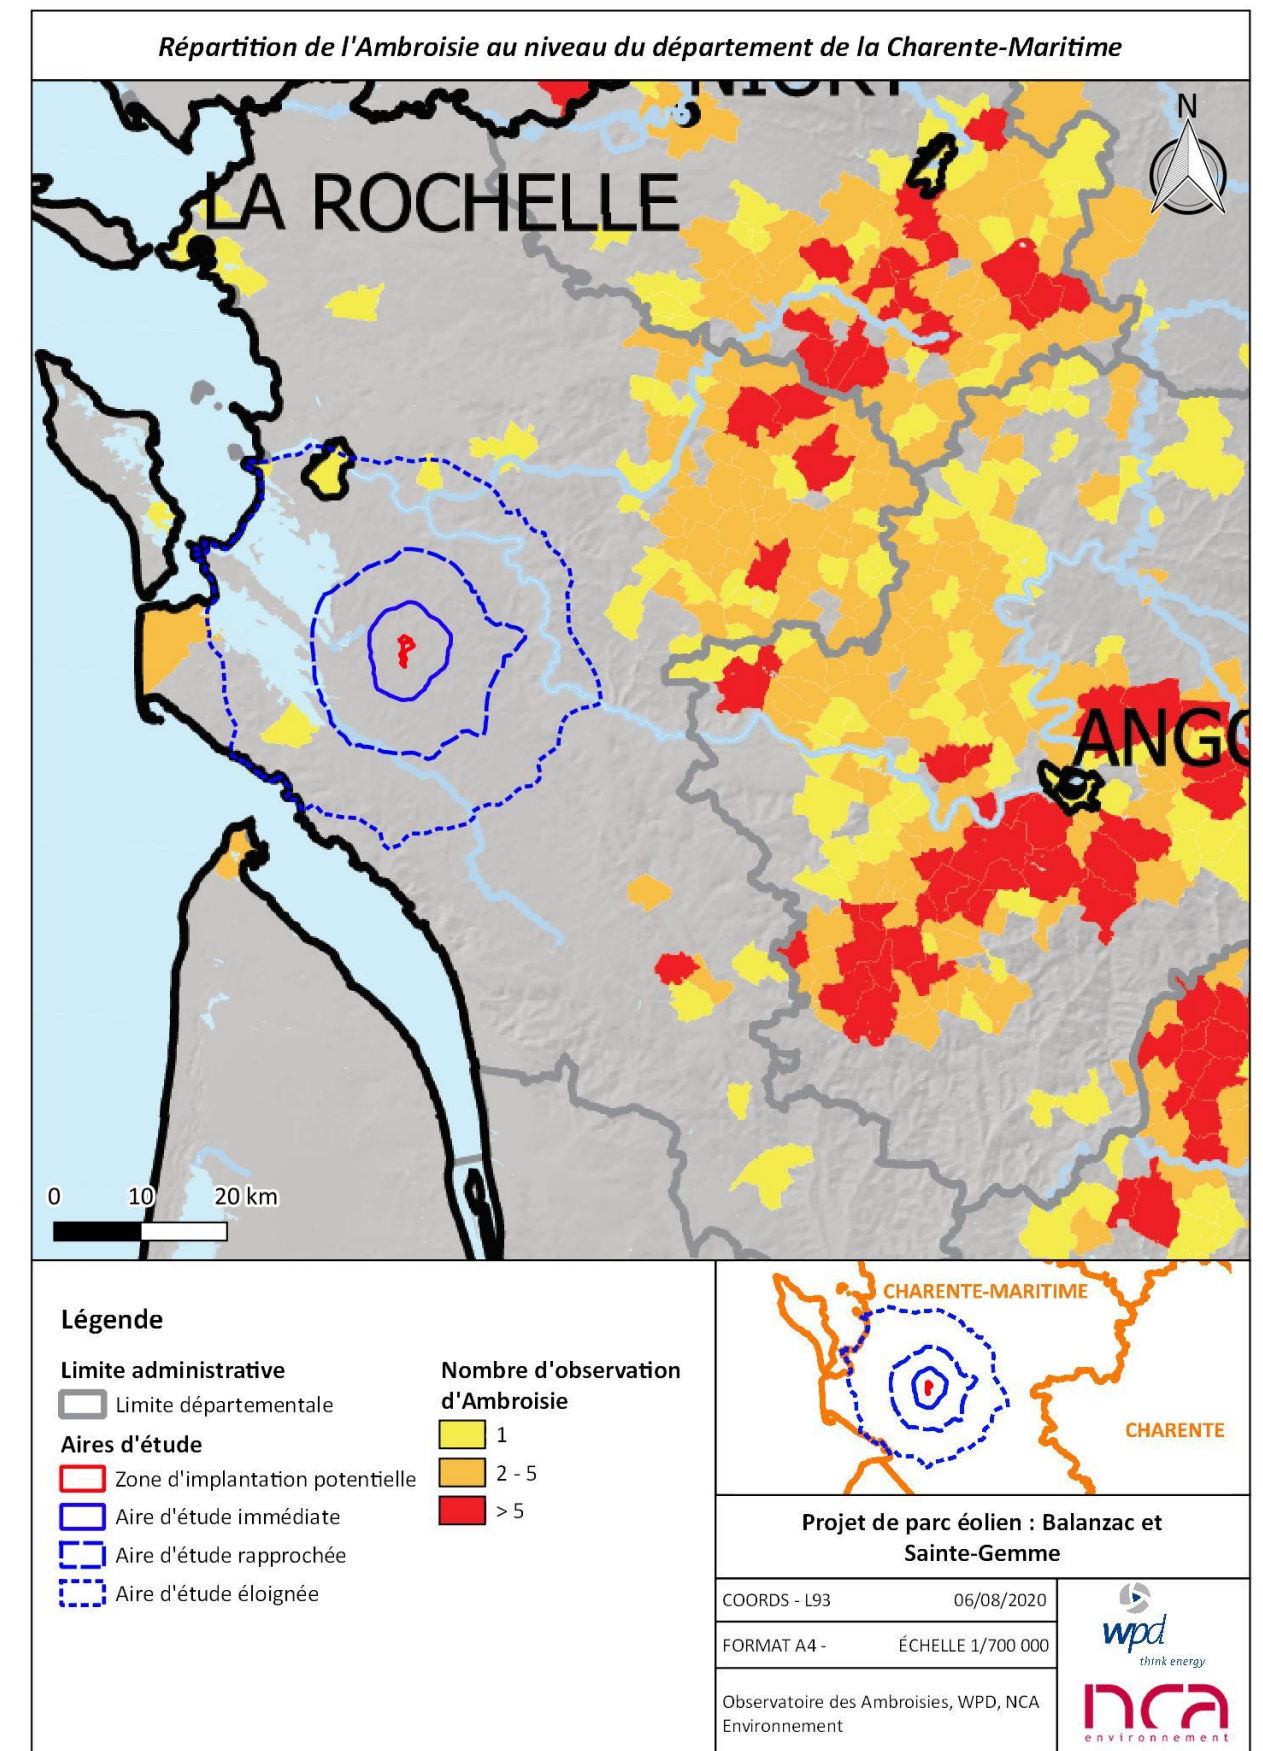 Répartition de l'Ambroisie au niveau du département de la Charente-Maritime
N
LA ROCHELLE
0 10 20 km
Légende
Limite administrative
Limite départementale
Aires d'étude
Zone d'implantation potentielle
Aire d'étude immédiate
Aire d'étude rapprochée
Aire d'étude éloignée
Nombre d'observation
d'Ambroisie
1
2 - 5
> 5
CHARENTE-MARITIME
CHARENTE
Projet de parc éolien : Balanzac et
Sainte-Gemme
COORDS - L93 06/08/2020
FORMAT A4 - ÉCHELLE 1/700 000
Observatoire des Ambroisies, WPD, NCA
Environnement
wpd
think energy
nca
environnement